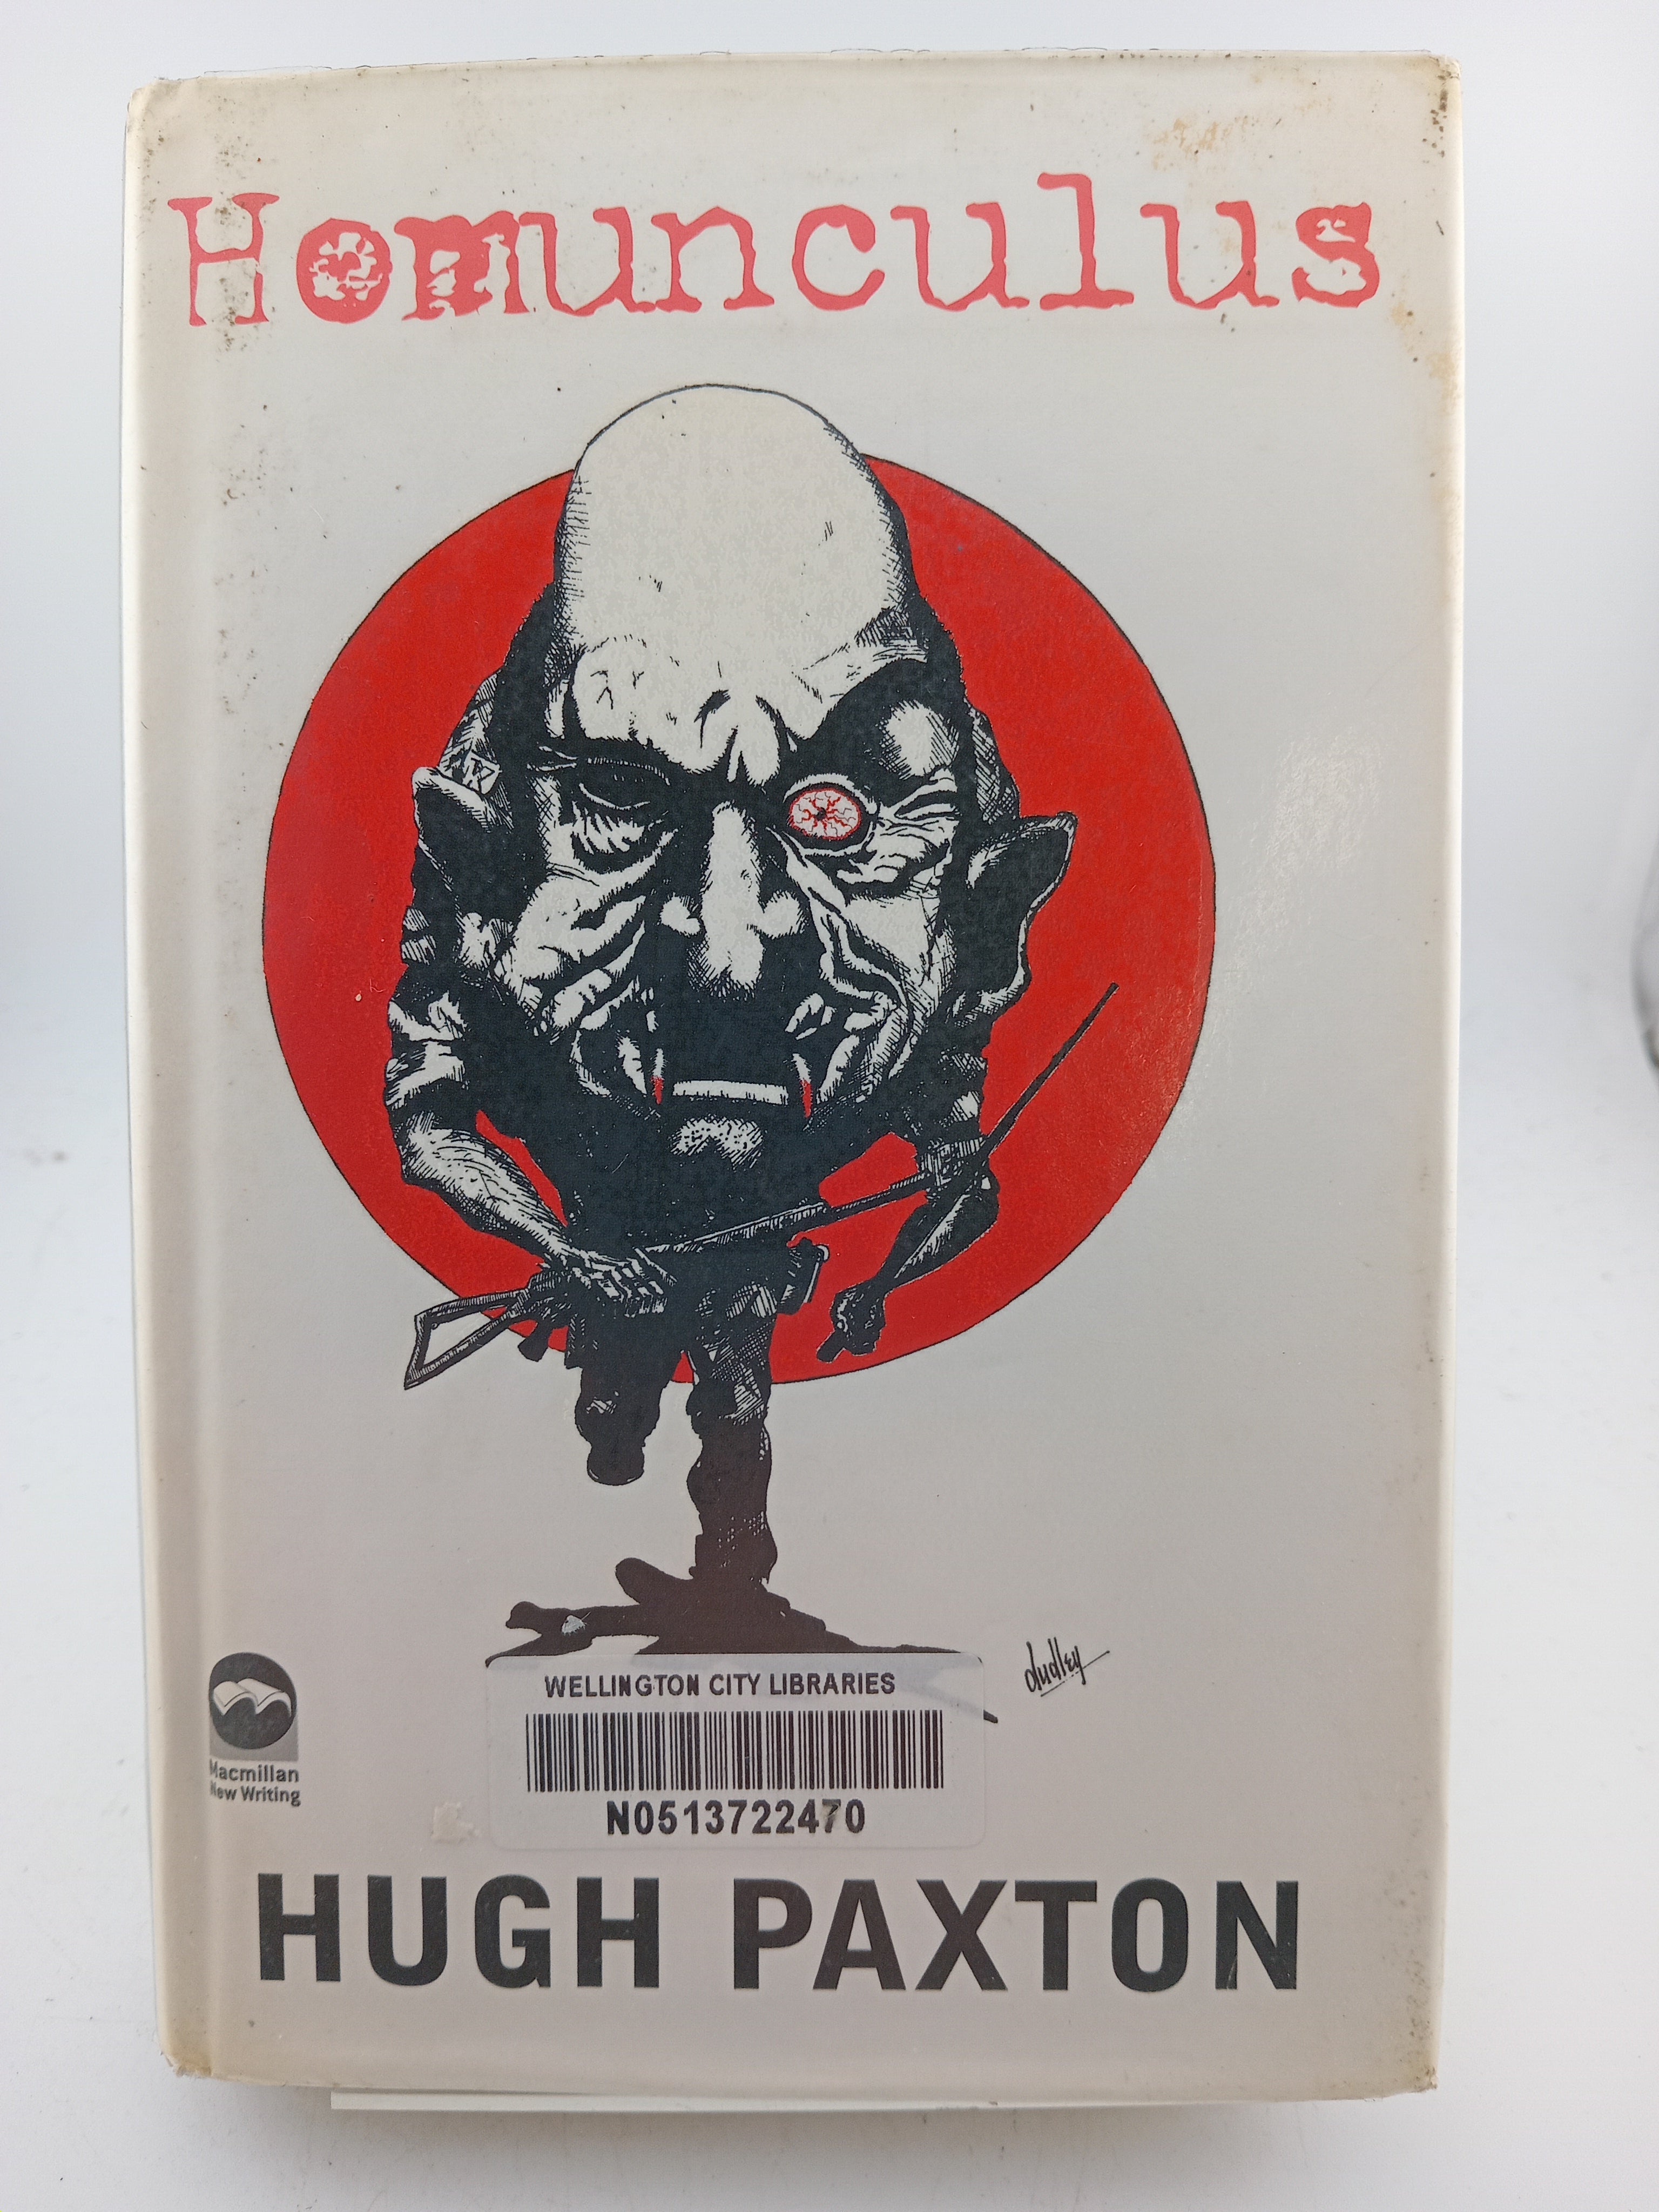 Homunculus
dudley
WELLINGTON CITY LIBRARIES
N0513722470
Macmillan
New Writing
HUGH PAXTON